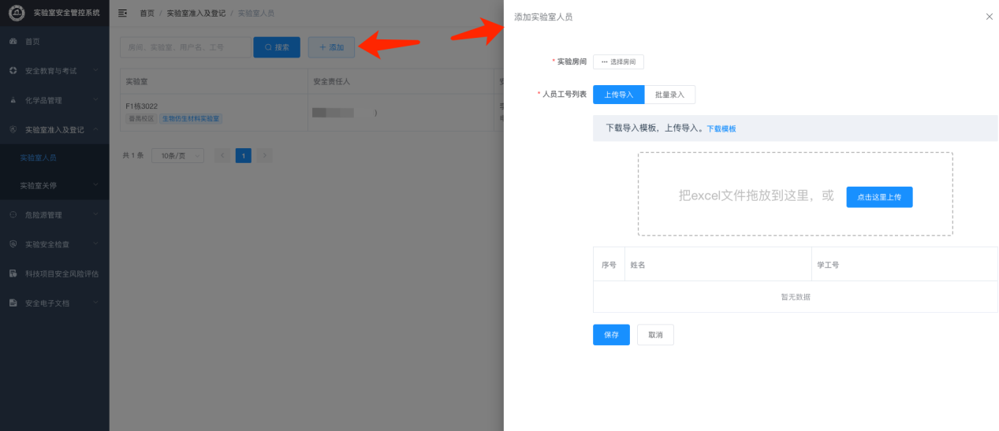 实验室安全管控系统
首页 / 实验室准入及登记 / 实验室人员
首页
安全教育与考试
化学品管理
实验室准入及登记
实验室人员
实验室关停
危险源管理
实验安全检查
科技项目安全风险评估
安全电子文档
房间、实验室、用户名、工号
搜索
+ 添加
实验室
安全责任人
F1栋3022
番禺校区 生物仿生材料实验室
)
共 1 条
10条/页
1
添加实验室人员
* 实验房间
··· 选择房间
* 人员工号列表
上传导入 批量录入
下载导入模板，上传导入。下载模板
把excel文件拖放到这里，或
点击这里上传
序号 姓名 学工号
暂无数据
保存 取消